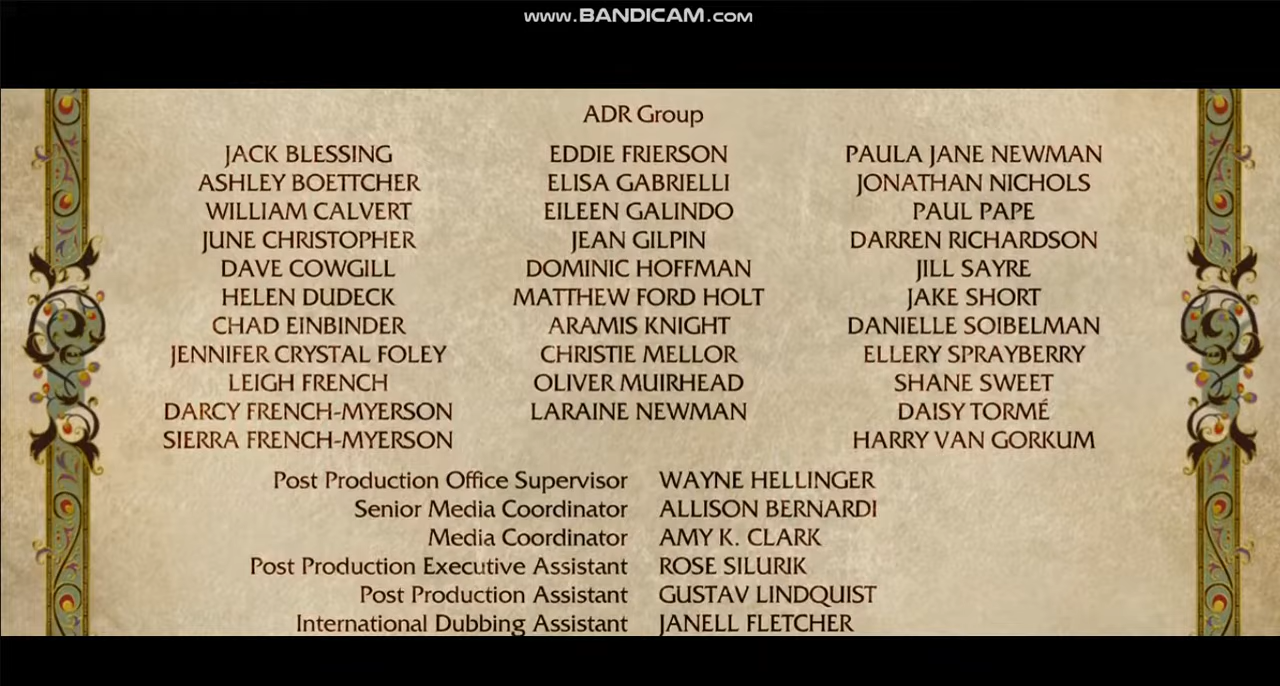 www.BANDICAM.com
ADR Group
JACK BLESSING EDDIE FRIERSON PAULA JANE NEWMAN
ASHLEY BOETTCHER ELISA GABRIELLI JONATHAN NICHOLS
WILLIAM CALVERT EILEEN GALINDO PAUL PAPE
JUNE CHRISTOPHER JEAN GILPIN DARREN RICHARDSON
DAVE COWGILL DOMINIC HOFFMAN JILL SAYRE
HELEN DUDECK MATTHEW FORD HOLT JAKE SHORT
CHAD EINBINDER ARAMIS KNIGHT DANIELLE SOIBELMAN
JENNIFER CRYSTAL FOLEY CHRISTIE MELLOR ELLERY SPRAYBERRY
LEIGH FRENCH OLIVER MUIRHEAD SHANE SWEET
DARCY FRENCH-MYERSON LARAINE NEWMAN DAISY TORMÉ
SIERRA FRENCH-MYERSON HARRY VAN GORKUM
Post Production Office Supervisor WAYNE HELLINGER
Senior Media Coordinator ALLISON BERNARDI
Media Coordinator AMY K. CLARK
Post Production Executive Assistant ROSE SILURIK
Post Production Assistant GUSTAV LINDQUIST
International Dubbing Assistant JANELL FLETCHER